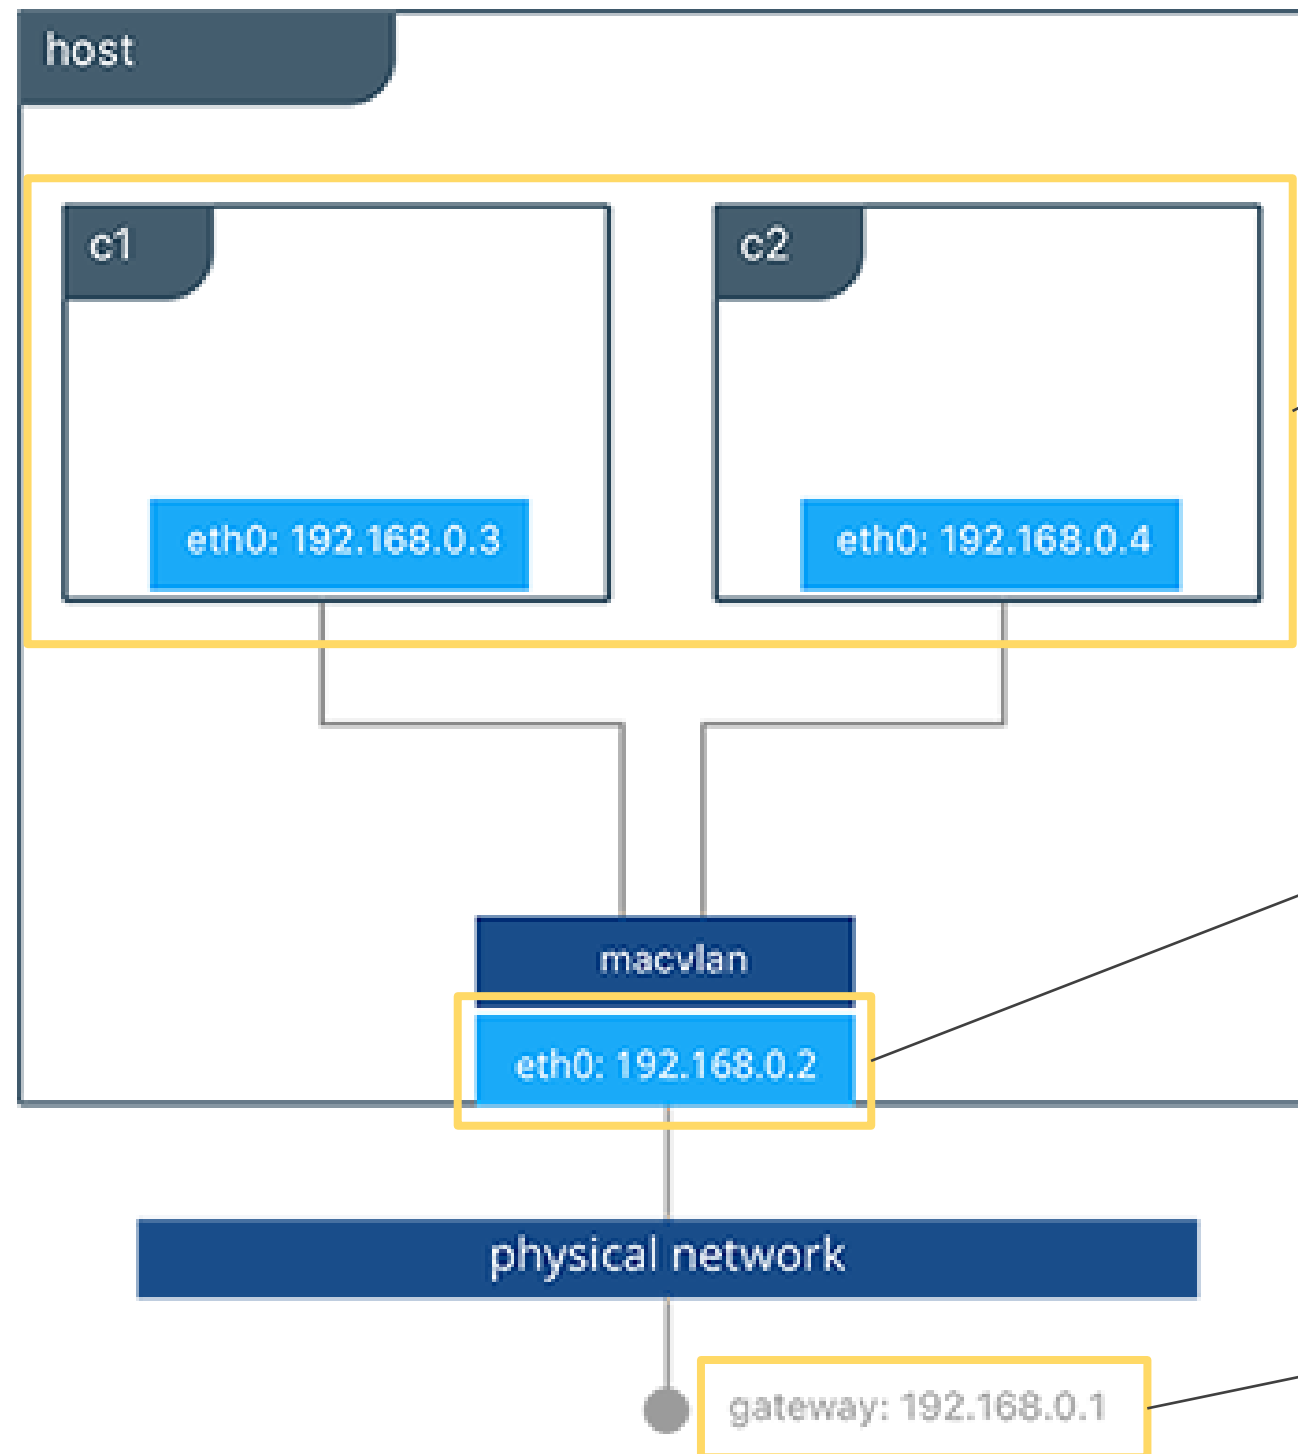 host
c1
c2
eth0: 192.168.0.3
eth0: 192.168.0.4
macvlan
eth0: 192.168.0.2
physical network
gateway: 192.168.0.1